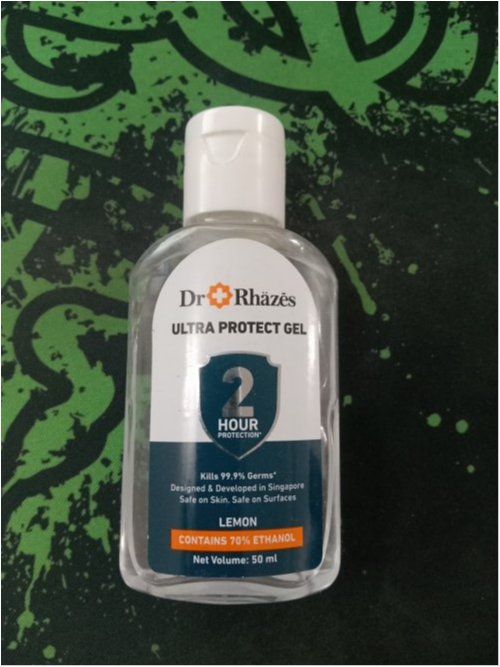 Dr Rhäzēs
ULTRA PROTECT GEL
2
HOUR
PROTECTION*
Kills 99.9% Germs*
Designed & Developed in Singapore
Safe on Skin. Safe on Surfaces
LEMON
CONTAINS 70% ETHANOL
Net Volume: 50 ml